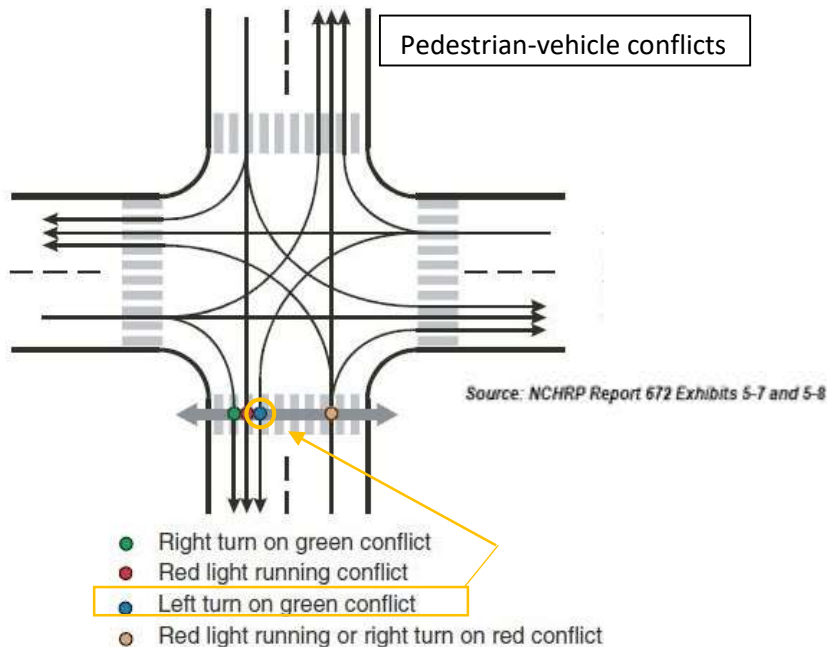 Pedestrian-vehicle conflicts
Source: NCHRP Report 672 Exhibits 5-7 and 5-8
Right turn on green conflict
Red light running conflict
Left turn on green conflict
Red light running or right turn on red conflict